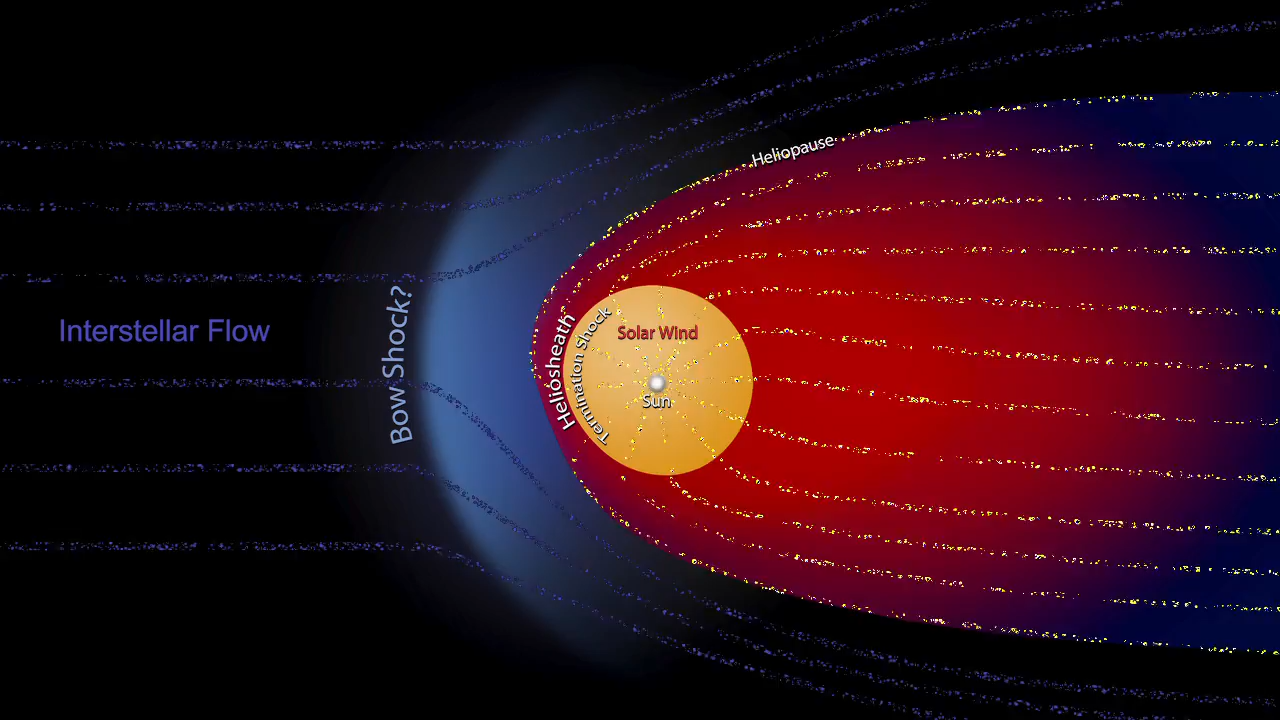 Interstellar Flow
Bow Shock?
Heliosheath
Termination Shock
Solar Wind
Sun
Heliopause